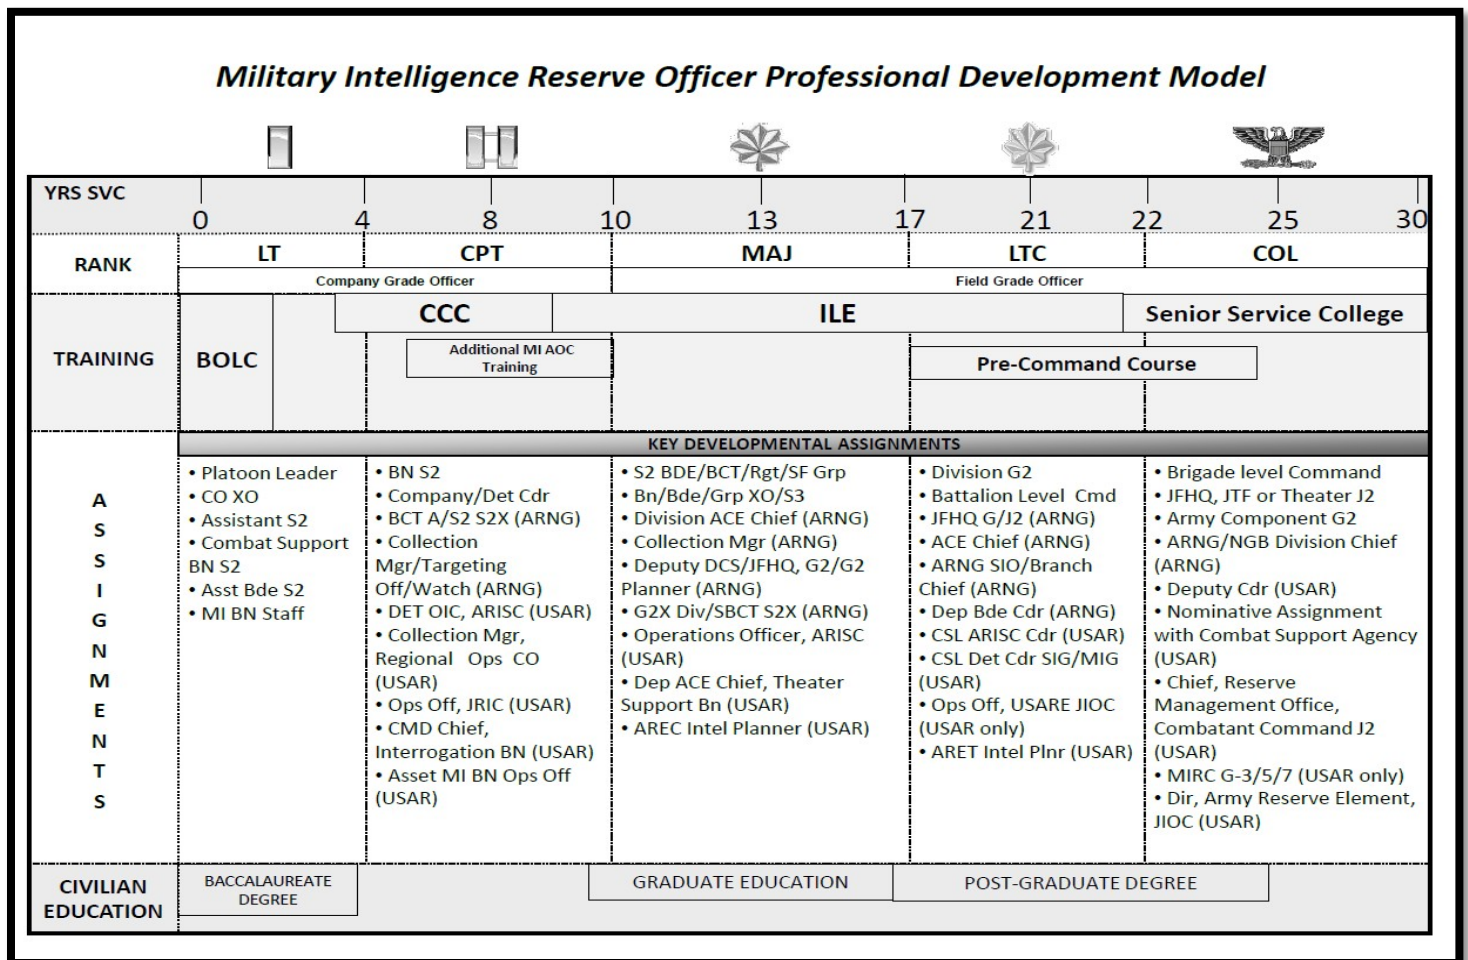 Military Intelligence Reserve Officer Professional Development Model
YRS SVC
0 4 8 10 13 17 21 22 25 30
RANK
LT CPT MAJ LTC COL
Company Grade Officer Field Grade Officer
TRAINING
BOLC
CCC
ILE
Senior Service College
Additional MI AOC
Training
Pre-Command Course
KEY DEVELOPMENTAL ASSIGNMENTS
A
S
S
I
G
N
M
E
N
T
S
• Platoon Leader
• CO XO
• Assistant S2
• Combat Support
BN S2
• Asst Bde S2
• MI BN Staff
• BN S2
• Company/Det Cdr
• BCT A/S2 S2X (ARNG)
• Collection
Mgr/Targeting
Off/Watch (ARNG)
• DET OIC, ARISC (USAR)
• Collection Mgr,
Regional Ops CO
(USAR)
• Ops Off, JRIC (USAR)
• CMD Chief,
Interrogation BN (USAR)
• Asset MI BN Ops Off
(USAR)
• S2 BDE/BCT/Rgt/SF Grp
• Bn/Bde/Grp XO/S3
• Division ACE Chief (ARNG)
• Collection Mgr (ARNG)
• Deputy DCS/JFHQ, G2/G2
Planner (ARNG)
• G2X Div/SBCT S2X (ARNG)
• Operations Officer, ARISC
(USAR)
• Dep ACE Chief, Theater
Support Bn (USAR)
• AREC Intel Planner (USAR)
• Division G2
• Battalion Level Cmd
• JFHQ G/J2 (ARNG)
• ACE Chief (ARNG)
• ARNG SIO/Branch
Chief (ARNG)
• Dep Bde Cdr (ARNG)
• CSL ARISC Cdr (USAR)
• CSL Det Cdr SIG/MIG
(USAR)
• Ops Off, USARE JIOC
(USAR only)
• ARET Intel Plnr (USAR)
• Brigade level Command
• JFHQ, JTF or Theater J2
• Army Component G2
• ARNG/NGB Division Chief
(ARNG)
• Deputy Cdr (USAR)
• Nominative Assignment
with Combat Support Agency
(USAR)
• Chief, Reserve
Management Office,
Combatant Command J2
(USAR)
• MIRC G-3/5/7 (USAR only)
• Dir, Army Reserve Element,
JIOC (USAR)
CIVILIAN
EDUCATION
BACCALAUREATE
DEGREE
GRADUATE EDUCATION
POST-GRADUATE DEGREE